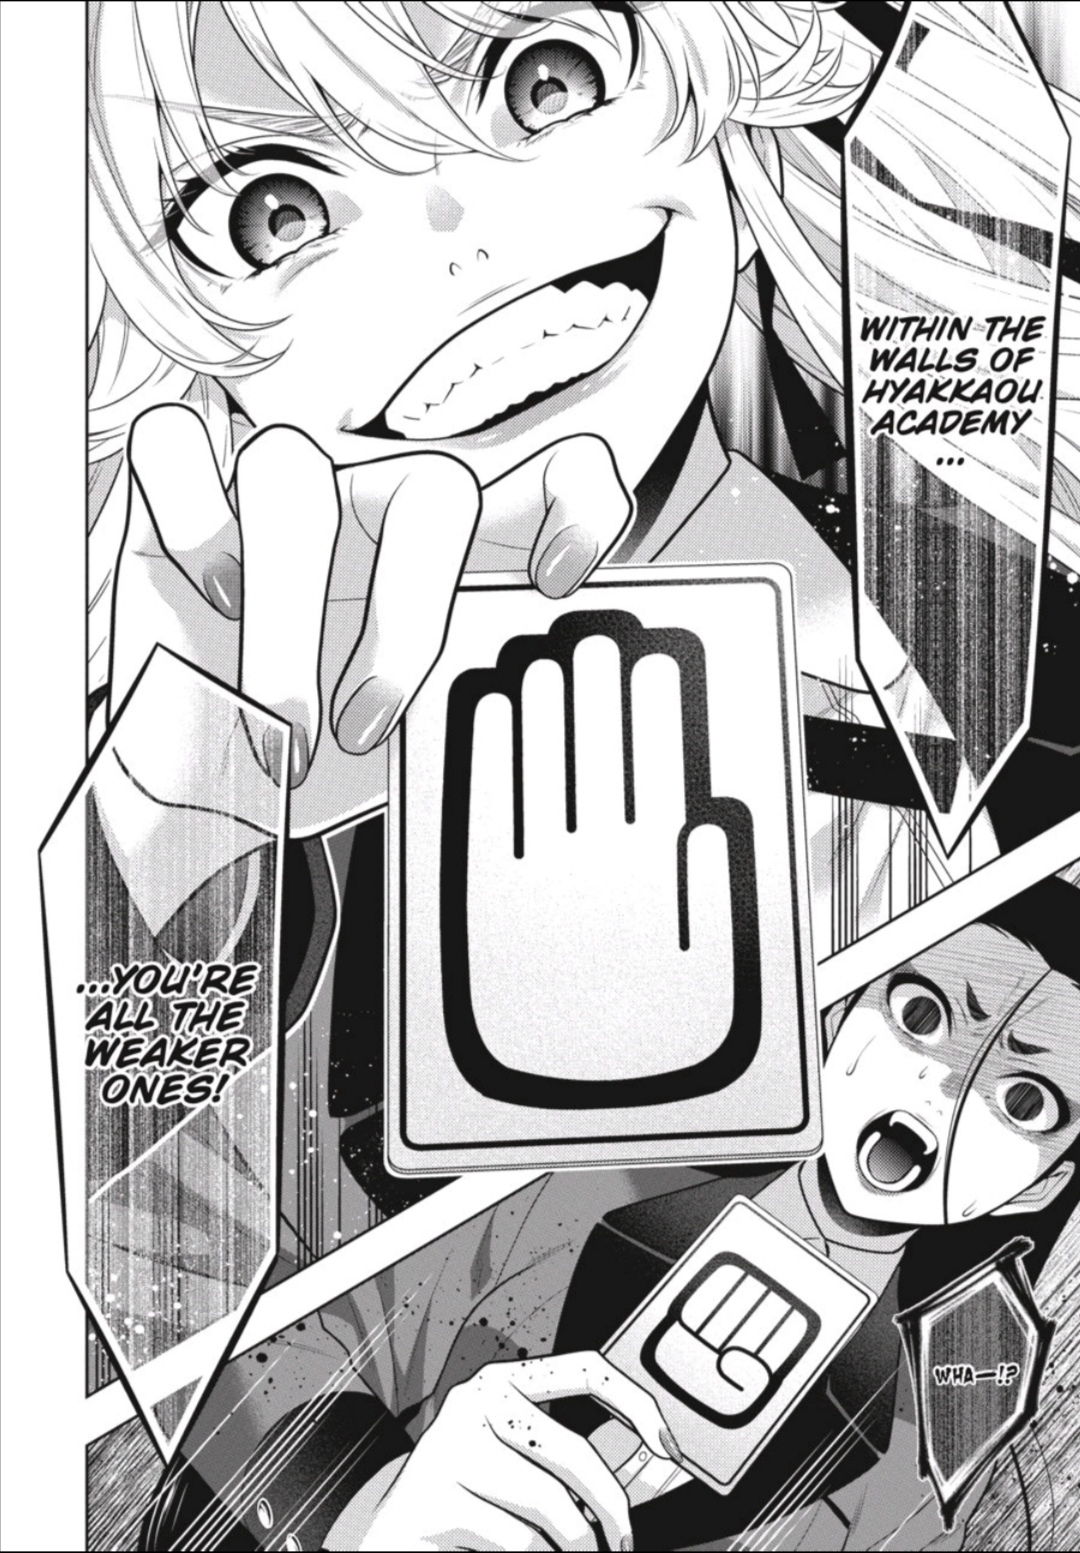 WITHIN THE
WALLS OF
HYAKKAOU
ACADEMY
...
...YOU'RE
ALL THE
WEAKER
ONES!
WHA—!?